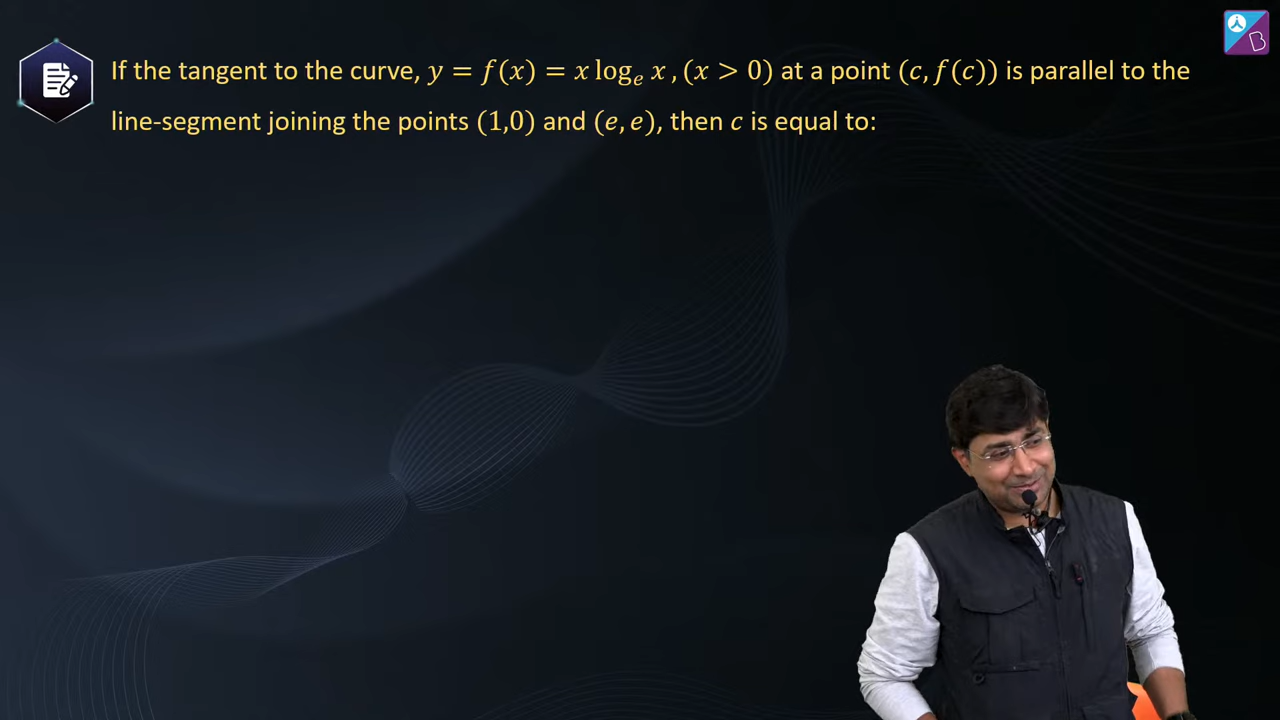 If the tangent to the curve, y = f(x) = x logₑ x , (x > 0) at a point (c, f(c)) is parallel to the
line-segment joining the points (1,0) and (e, e), then c is equal to:
B